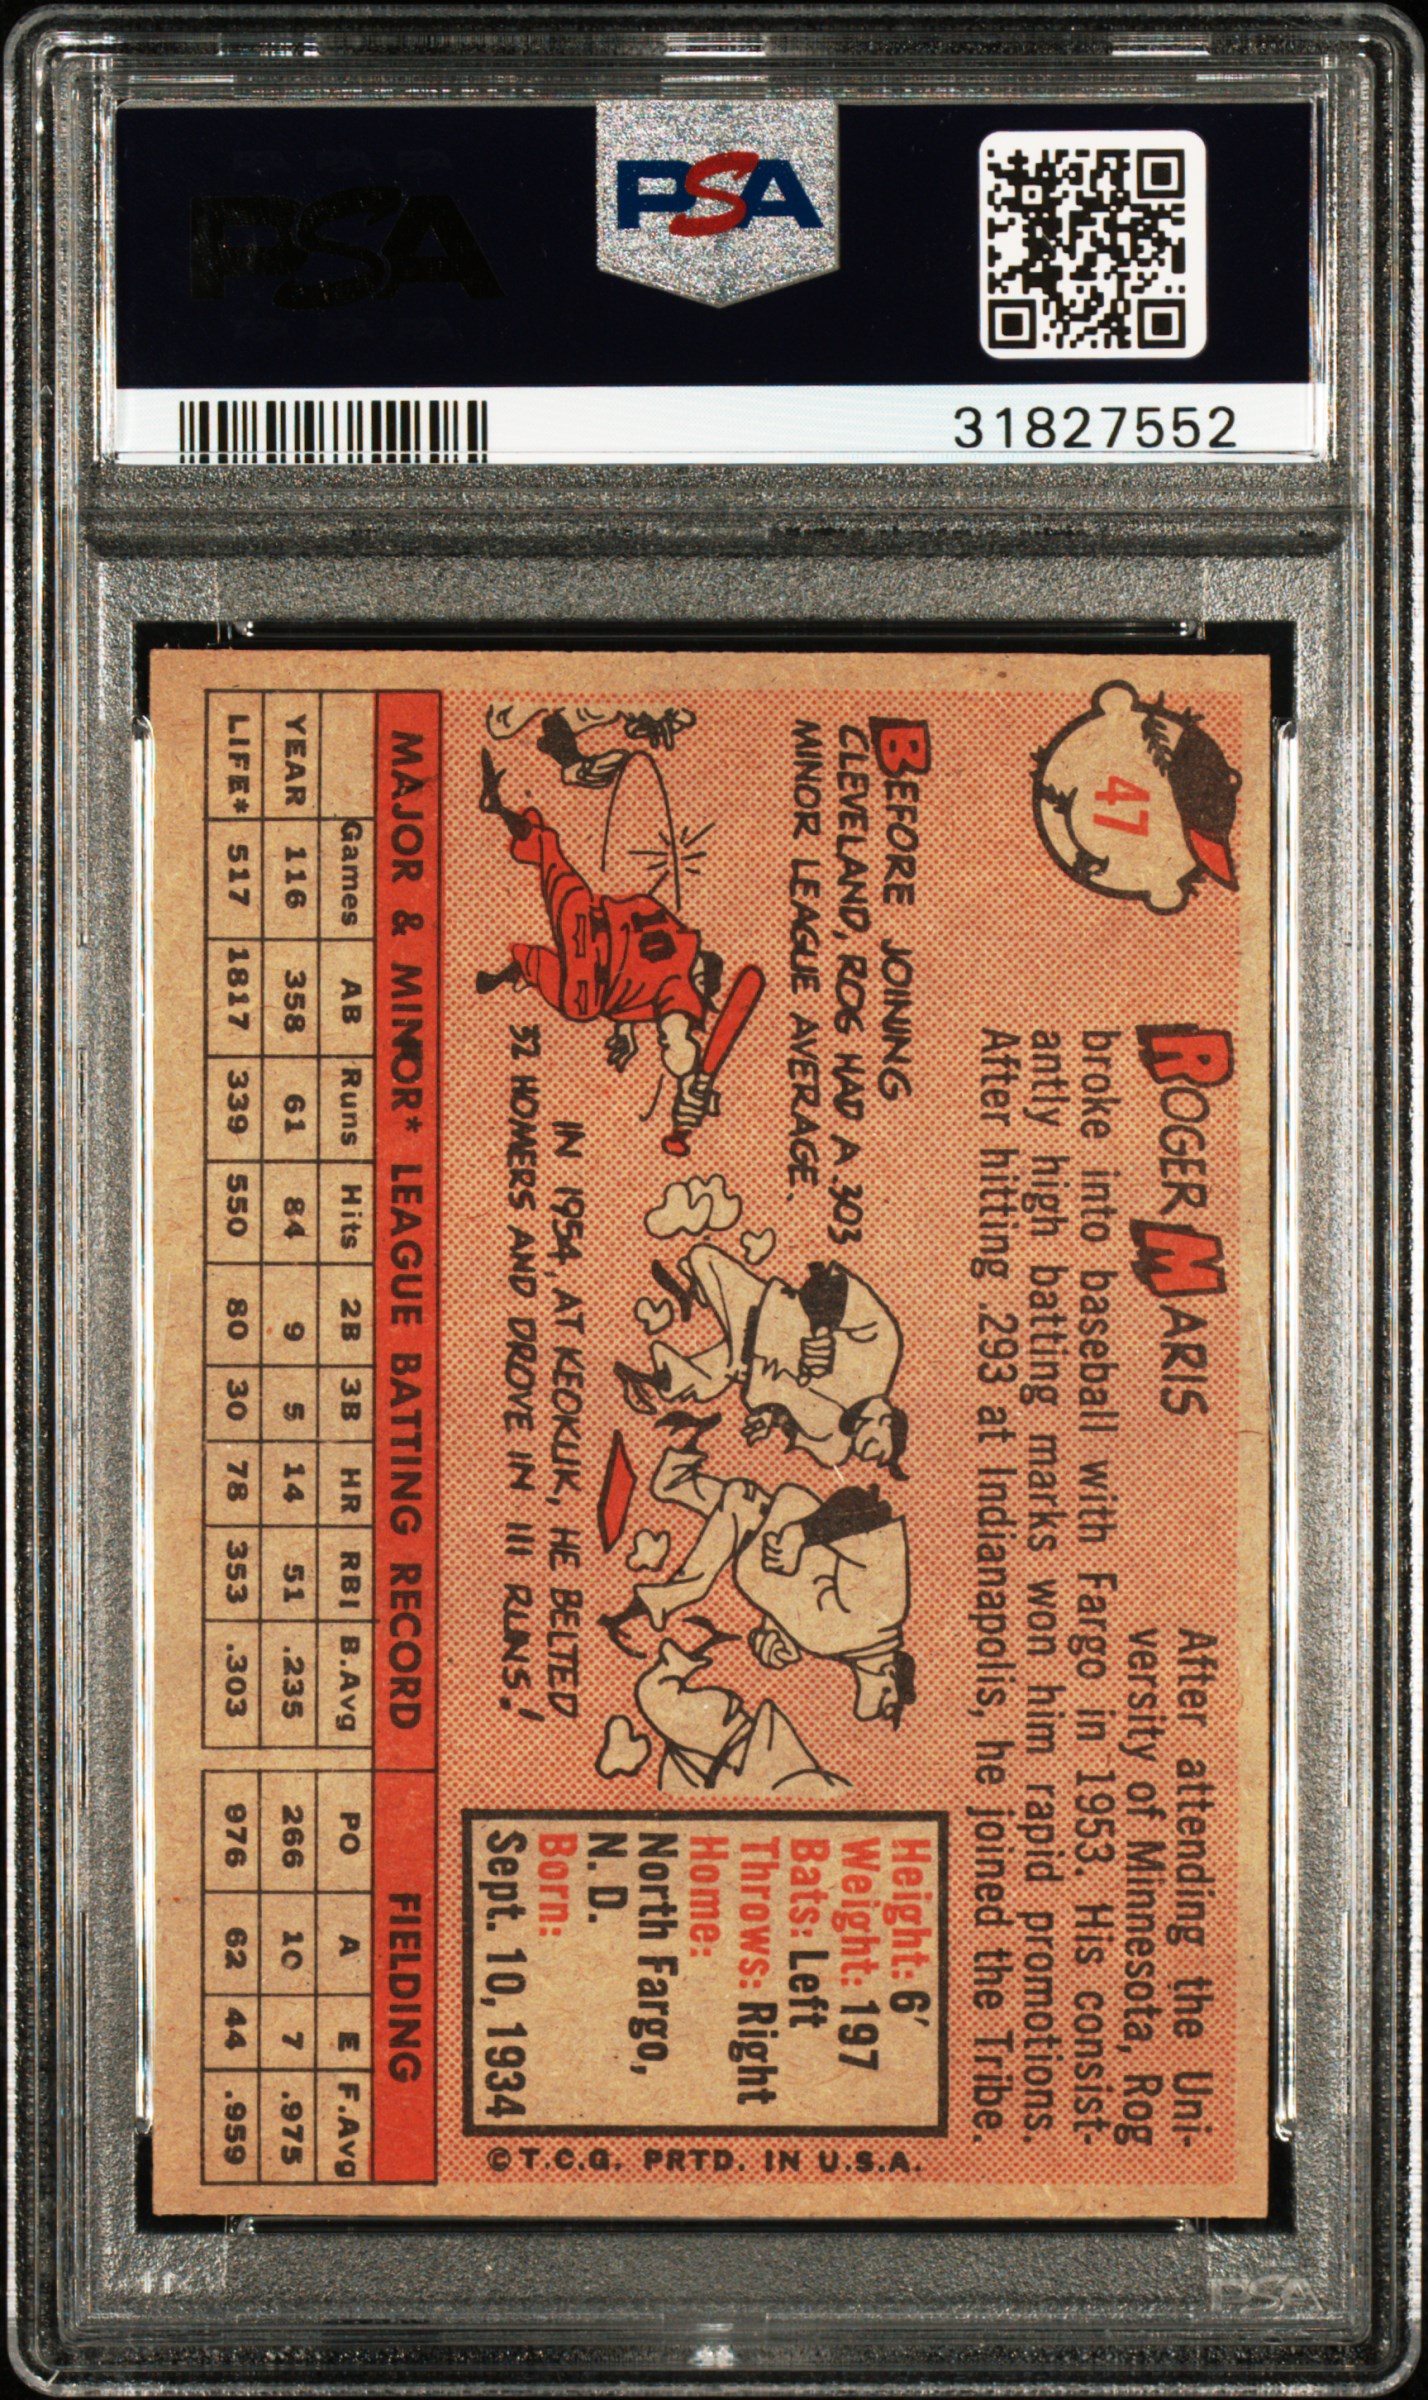 PSA
PSA
31827552
47
ROGER MARIS
After attending the Uni-
versity of Minnesota, Rog
broke into baseball with Fargo in 1953. His consist-
antly high batting marks won him rapid promotions.
After hitting .293 at Indianapolis, he joined the Tribe.
BEFORE JOINING
CLEVELAND, ROG HAD A .303
MINOR LEAGUE AVERAGE.
10
IN 1954, AT KEOKUK, HE BELTED
32 HOMERS AND DROVE IN 111 RUNS!
Height: 6'
Weight: 197
Bats: Left
Throws: Right
Home:
North Fargo,
N. D.
Born:
Sept. 10, 1934
©T.C.G. PRTD. IN U.S.A.
MAJOR & MINOR* LEAGUE BATTING RECORD FIELDING
Games AB Runs Hits 2B 3B HR RBI B.Avg PO A E F.Avg
YEAR 116 358 61 84 9 5 14 51 .235 266 10 7 .975
LIFE* 517 1817 339 550 80 30 78 353 .303 976 62 44 .959
PSA